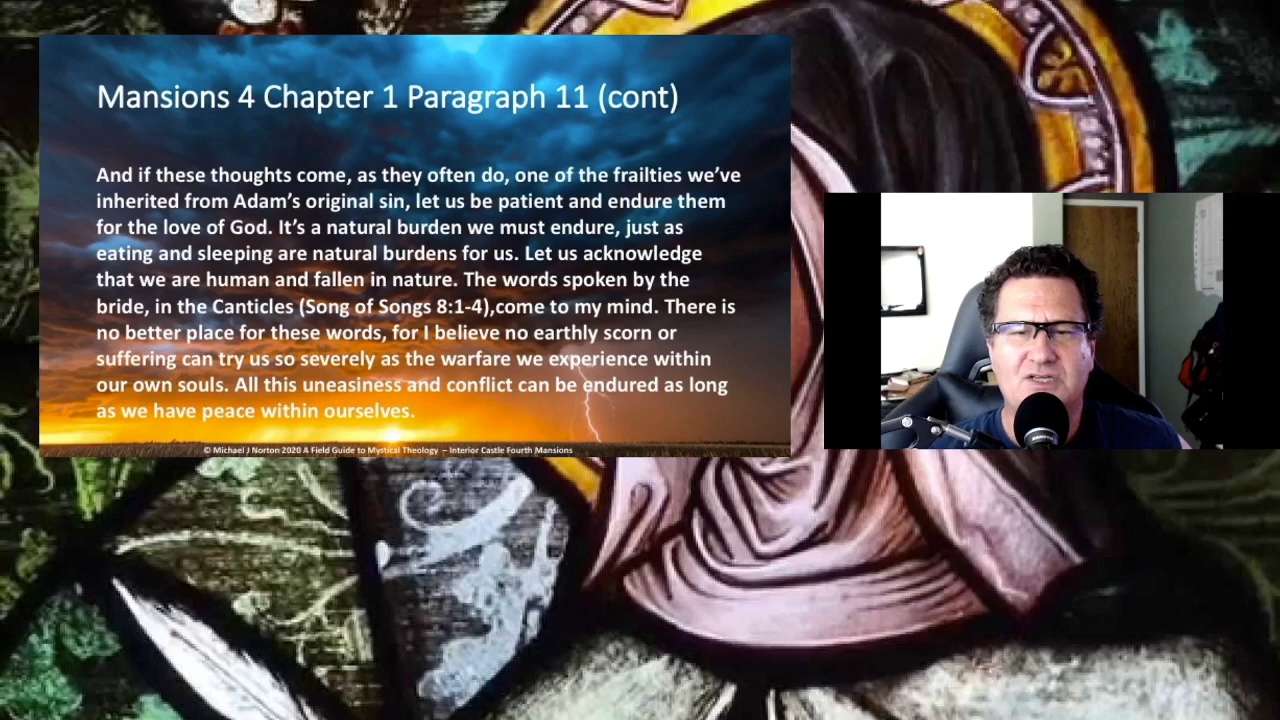 Mansions 4 Chapter 1 Paragraph 11 (cont)
And if these thoughts come, as they often do, one of the frailties we’ve
inherited from Adam’s original sin, let us be patient and endure them
for the love of God. It’s a natural burden we must endure, just as
eating and sleeping are natural burdens for us. Let us acknowledge
that we are human and fallen in nature. The words spoken by the
bride, in the Canticles (Song of Songs 8:1-4),come to my mind. There is
no better place for these words, for I believe no earthly scorn or
suffering can try us so severely as the warfare we experience within
our own souls. All this uneasiness and conflict can be endured as long
as we have peace within ourselves.
© Michael J Norton 2020 A Field Guide to Mystical Theology – Interior Castle Fourth Mansions